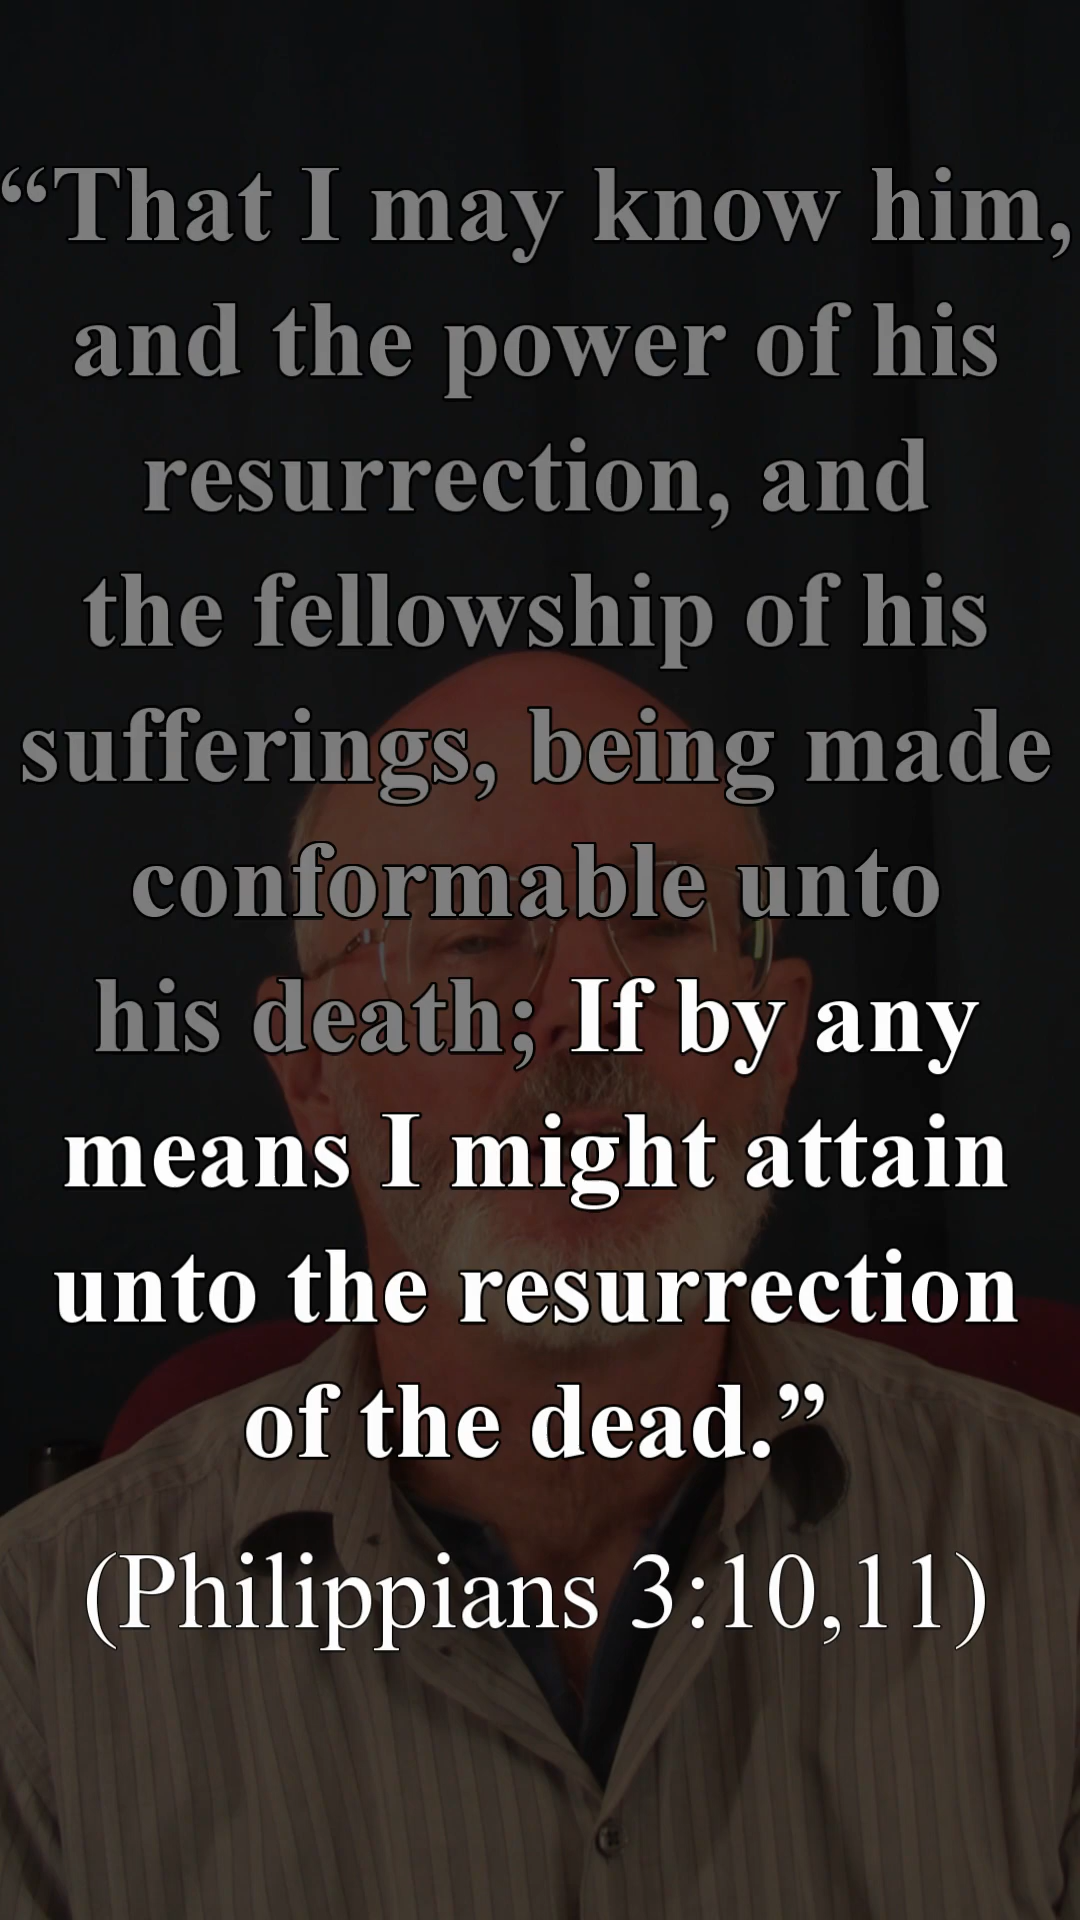 “That I may know him,
and the power of his
resurrection, and
the fellowship of his
sufferings, being made
conformable unto
his death; If by any
means I might attain
unto the resurrection
of the dead.”
(Philippians 3:10,11)